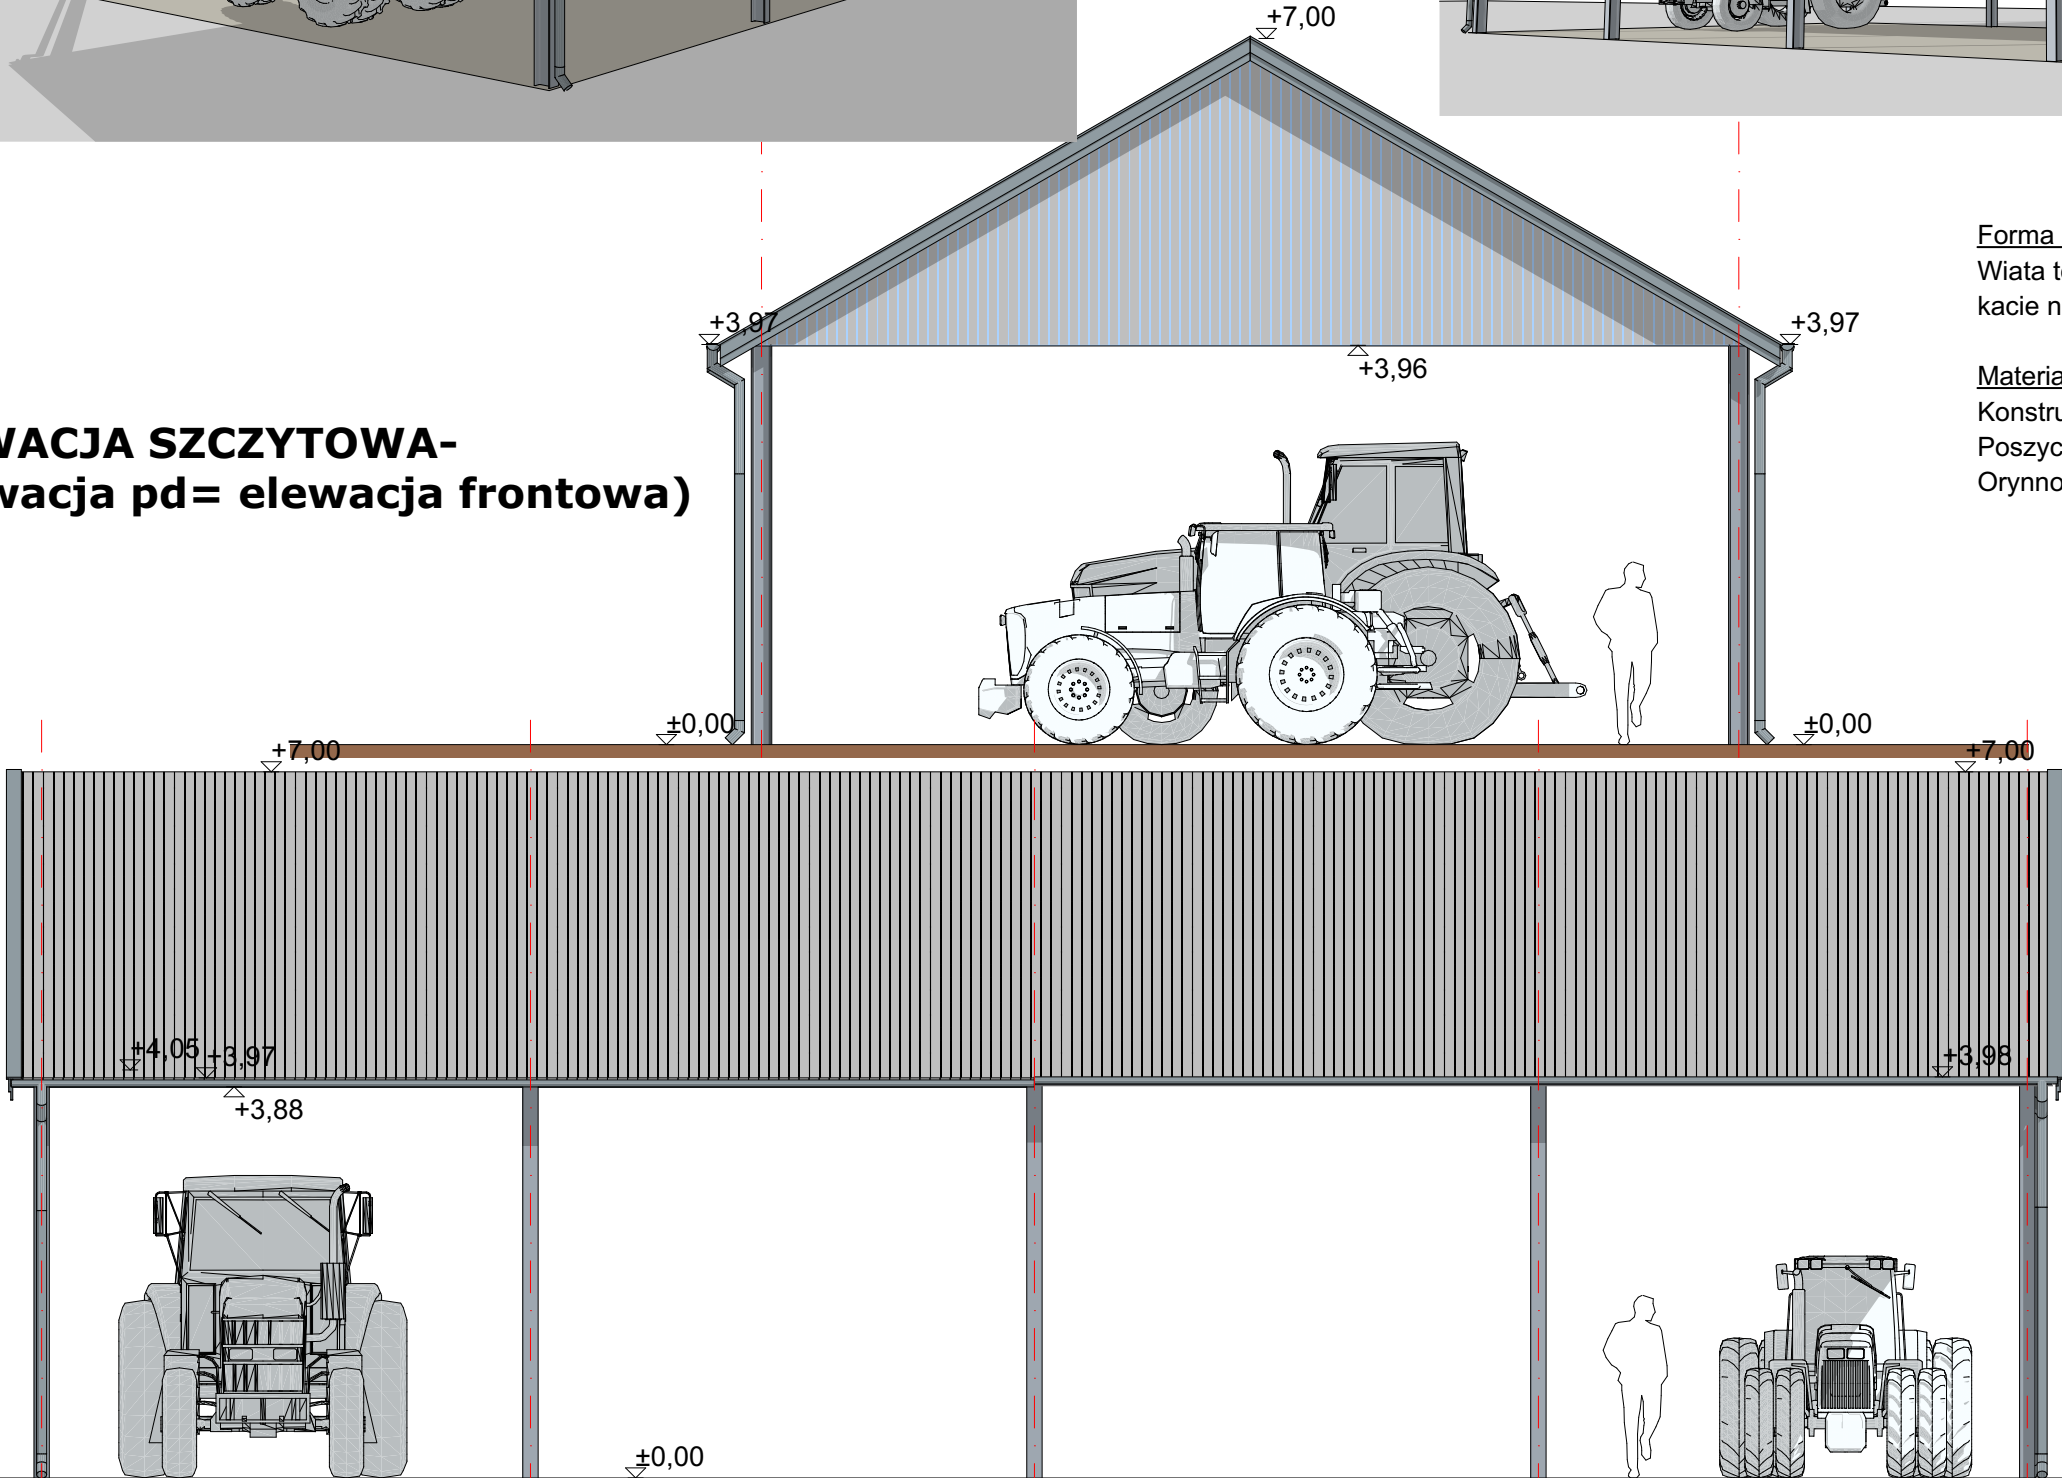 +7,00
Forma
Wiata t
kacie n
+3,97
+3,97
+3,96
Materia
Konstru
Poszyc
Orynno
WACJA SZCZYTOWA-
wacja pd= elewacja frontowa)
±0,00
±0,00
+7,00
+7,00
+4,05
+3,97
+3,98
+3,88
±0,00